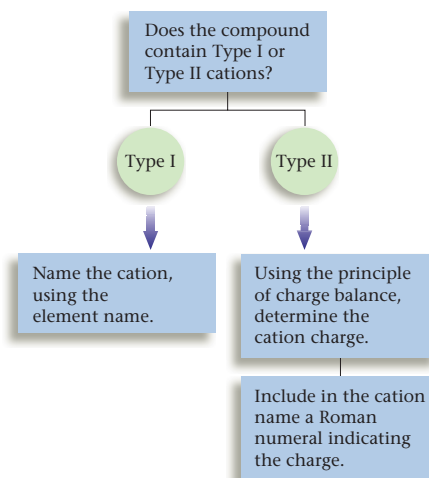 Does the compound
contain Type I or
Type II cations?
Type I
Type II
Name the cation,
using the
element name.
Using the principle
of charge balance,
determine the
cation charge.
Include in the cation
name a Roman
numeral indicating
the charge.